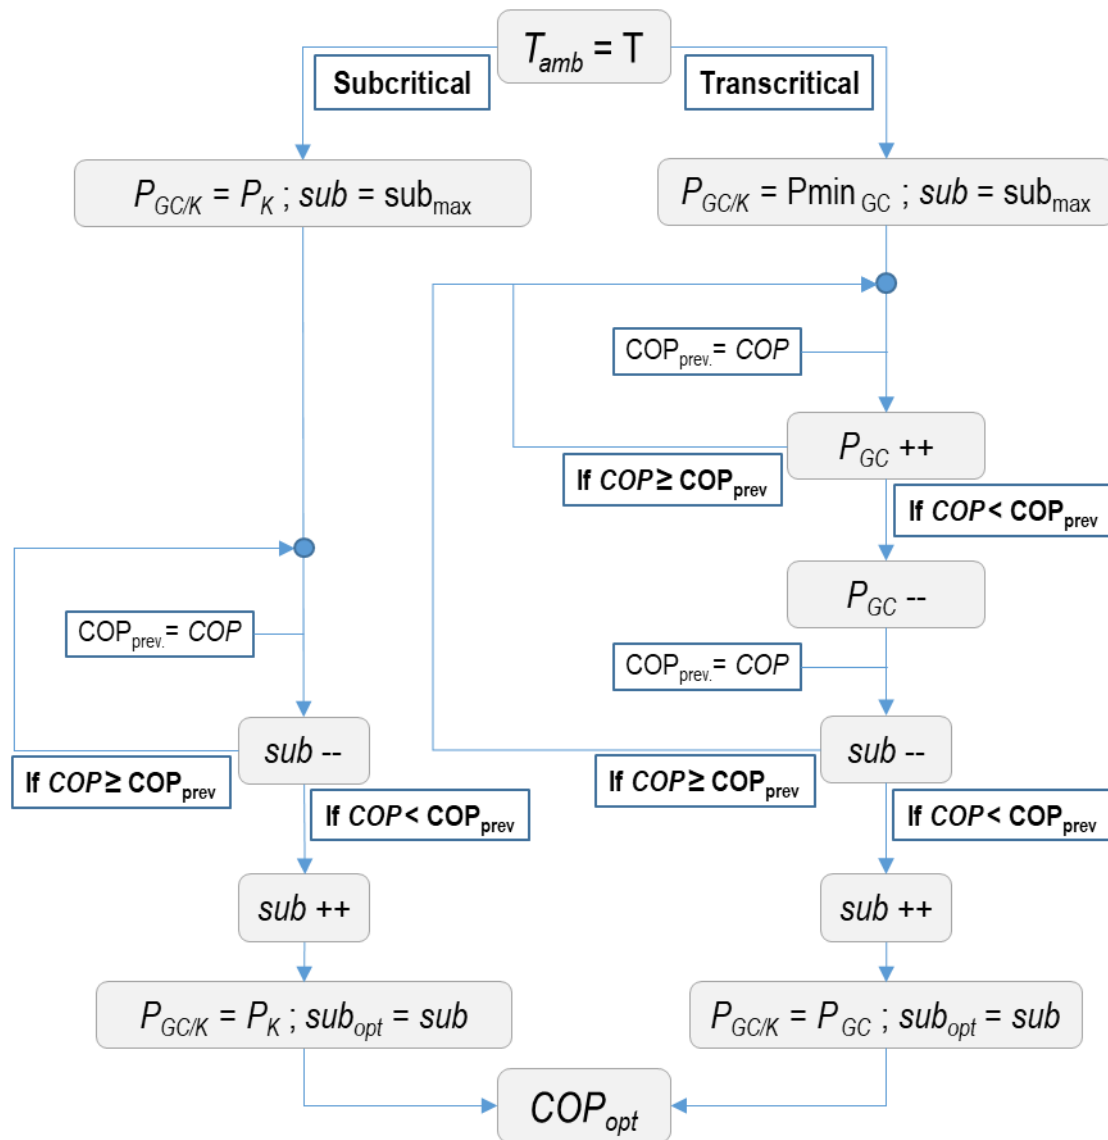 T_amb = T
Subcritical
Transcritical
P_GC/K = P_K ; sub = sub_max
P_GC/K = Pmin_GC ; sub = sub_max
COP_prev. = COP
P_GC ++
If COP ≥ COP_prev
If COP < COP_prev
P_GC --
COP_prev. = COP
COP_prev. = COP
sub --
sub --
If COP ≥ COP_prev
If COP < COP_prev
If COP ≥ COP_prev
If COP < COP_prev
sub ++
sub ++
P_GC/K = P_K ; sub_opt = sub
P_GC/K = P_GC ; sub_opt = sub
COP_opt